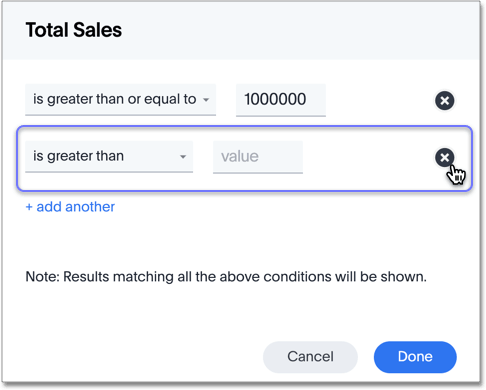 Total Sales
is greater than or equal to 1000000
is greater than value
+ add another
Note: Results matching all the above conditions will be shown.
Cancel Done